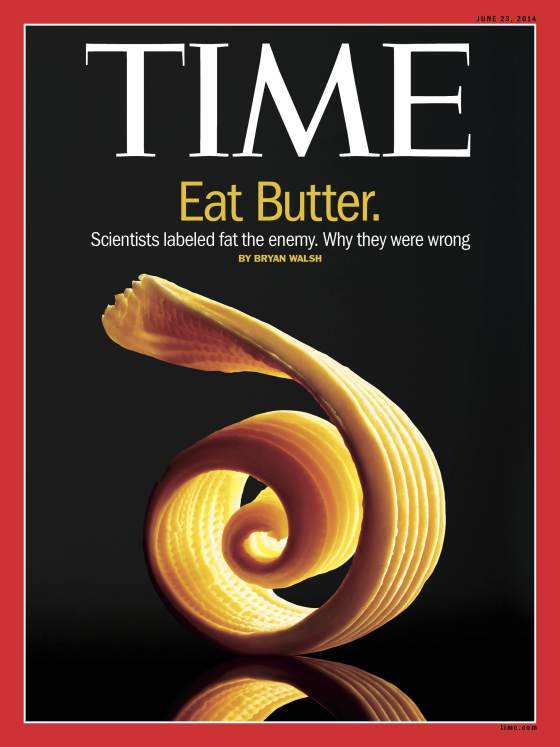 JUNE 23, 2014
TIME
Eat Butter.
Scientists labeled fat the enemy. Why they were wrong
BY BRYAN WALSH
time.com